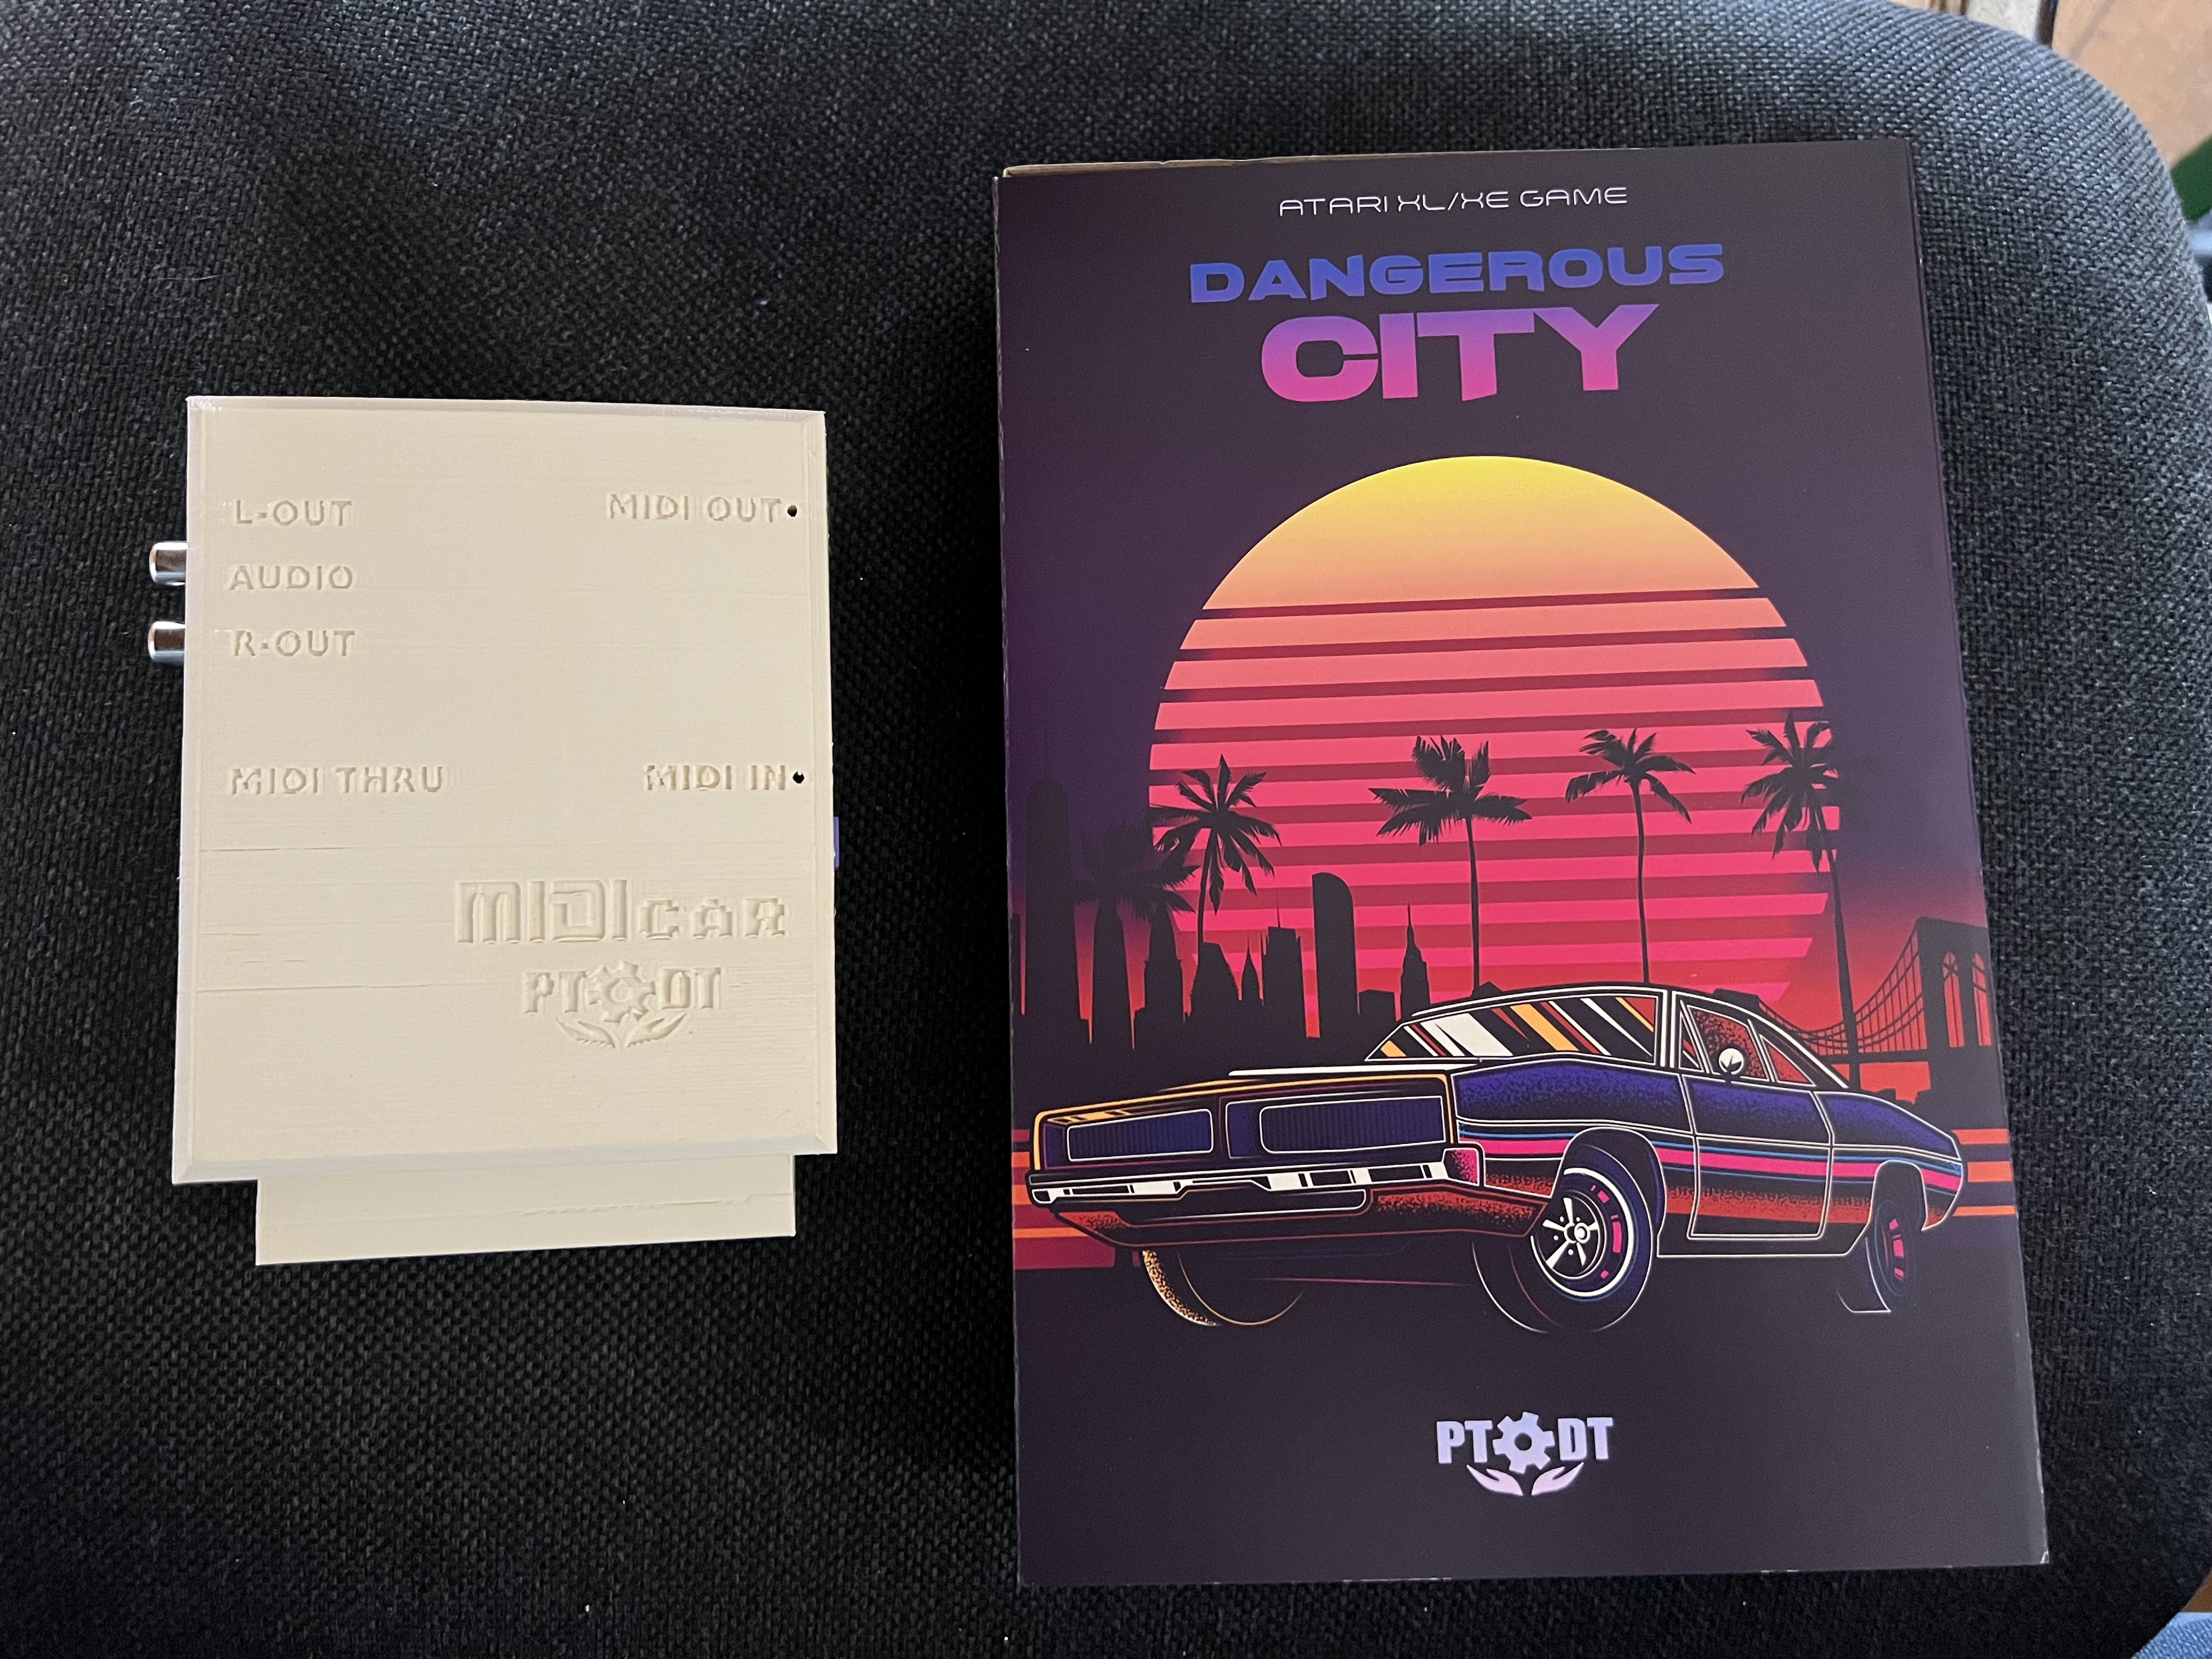 L-OUT
MIDI OUT
AUDIO
R-OUT
MIDI THRU
MIDI IN
MIDICAR
PT DT
ATARI XL/XE GAME
DANGEROUS
CITY
PT DT